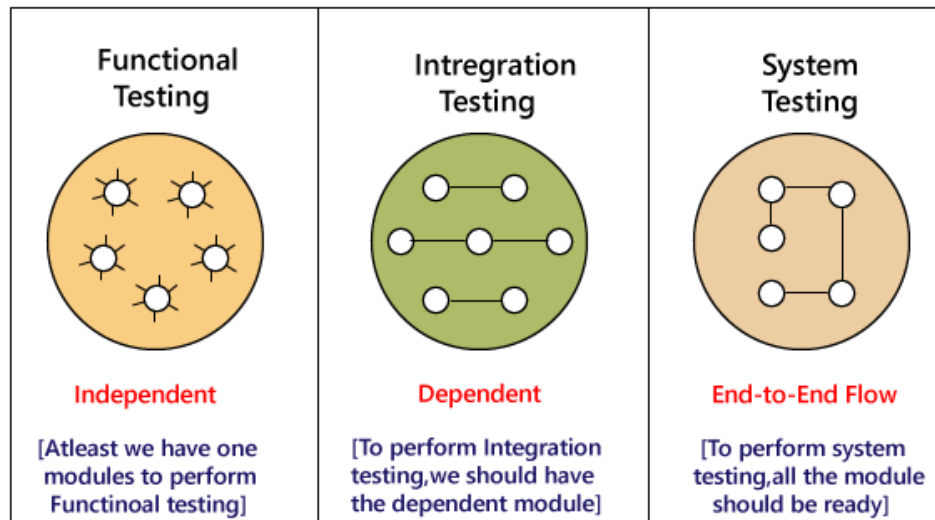 Functional
Testing
Independent
[Atleast we have one
modules to perform
Functinoal testing]
Intregration
Testing
Dependent
[To perform Integration
testing,we should have
the dependent module]
System
Testing
End-to-End Flow
[To perform system
testing,all the module
should be ready]